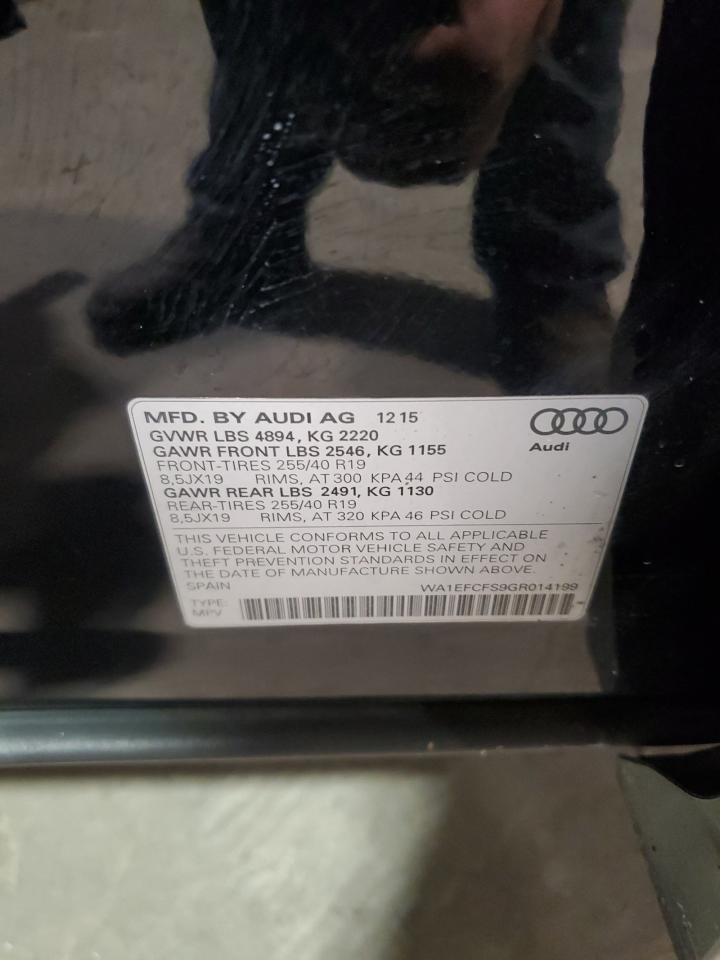 MFD. BY AUDI AG 12 15
Audi
GVWR LBS 4894, KG 2220
GAWR FRONT LBS 2546, KG 1155
FRONT-TIRES 255/40 R19
8,5JX19 RIMS, AT 300 KPA 44 PSI COLD
GAWR REAR LBS 2491, KG 1130
REAR-TIRES 255/40 R19
8,5JX19 RIMS, AT 320 KPA 46 PSI COLD
THIS VEHICLE CONFORMS TO ALL APPLICABLE
U.S. FEDERAL MOTOR VEHICLE SAFETY AND
THEFT PREVENTION STANDARDS IN EFFECT ON
THE DATE OF MANUFACTURE SHOWN ABOVE.
SPAIN WA1EFCFS9GR014199
TYPE:
MPV